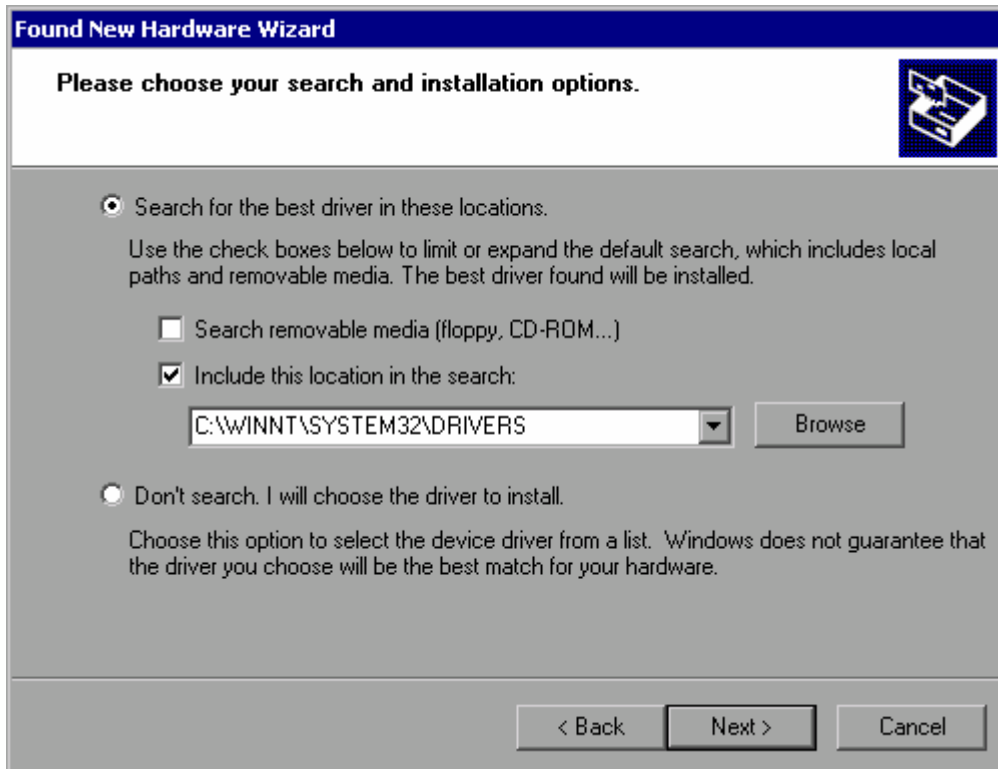 Found New Hardware Wizard
Please choose your search and installation options.
Search for the best driver in these locations.
Use the check boxes below to limit or expand the default search, which includes local
paths and removable media. The best driver found will be installed.
Search removable media (floppy, CD-ROM...)
Include this location in the search:
C:\WINNT\SYSTEM32\DRIVERS
Browse
Don't search. I will choose the driver to install.
Choose this option to select the device driver from a list.  Windows does not guarantee that
the driver you choose will be the best match for your hardware.
< Back
Next >
Cancel